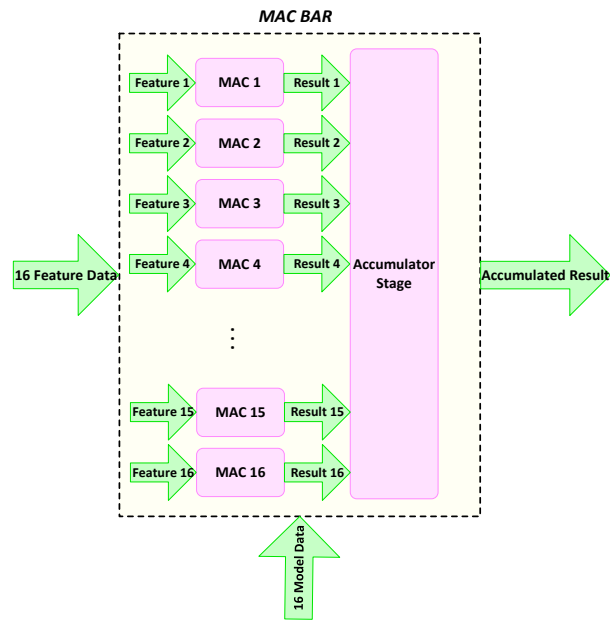 MAC BAR
Feature 1 MAC 1 Result 1
Feature 2 MAC 2 Result 2
Feature 3 MAC 3 Result 3
Feature 4 MAC 4 Result 4
16 Feature Data
Accumulator
Stage
Accumulated Result
⋮
Feature 15 MAC 15 Result 15
Feature 16 MAC 16 Result 16
16 Model Data